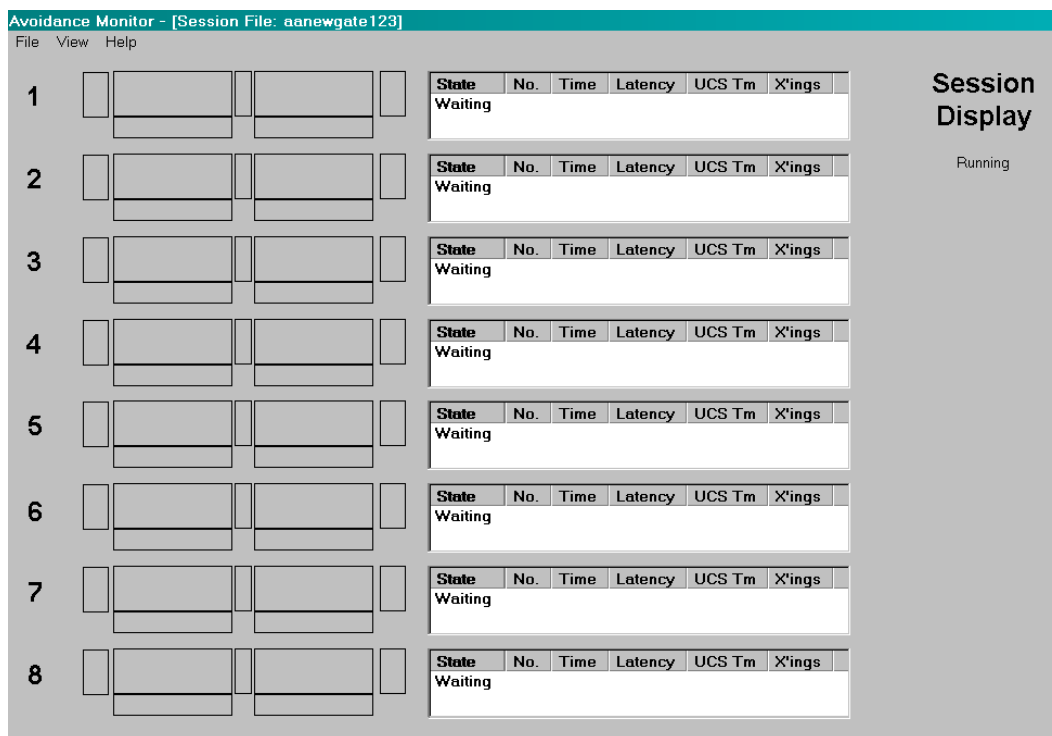 Avoidance Monitor - [Session File: aanewgate123]
File View Help
1
State No. Time Latency UCS Tm X'ings
Waiting
Session
Display
Running
2
State No. Time Latency UCS Tm X'ings
Waiting
3
State No. Time Latency UCS Tm X'ings
Waiting
4
State No. Time Latency UCS Tm X'ings
Waiting
5
State No. Time Latency UCS Tm X'ings
Waiting
6
State No. Time Latency UCS Tm X'ings
Waiting
7
State No. Time Latency UCS Tm X'ings
Waiting
8
State No. Time Latency UCS Tm X'ings
Waiting